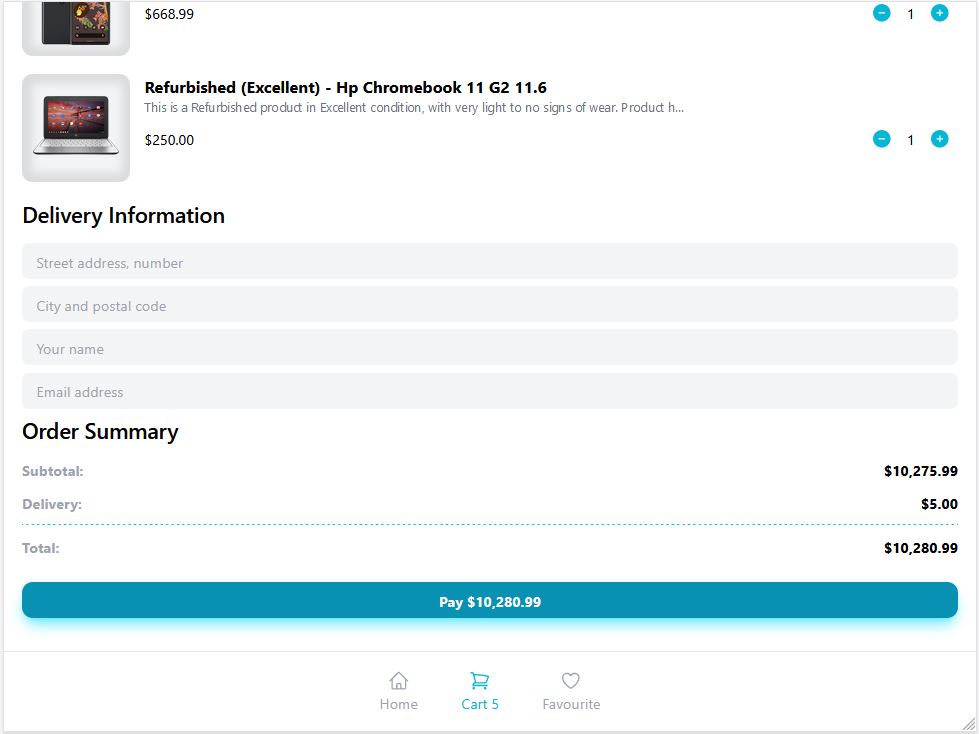 $668.99
1
Refurbished (Excellent) - Hp Chromebook 11 G2 11.6
This is a Refurbished product in Excellent condition, with very light to no signs of wear. Product h...
$250.00
1
Delivery Information
Street address, number
City and postal code
Your name
Email address
Order Summary
Subtotal: $10,275.99
Delivery: $5.00
Total: $10,280.99
Pay $10,280.99
Home Cart 5 Favourite